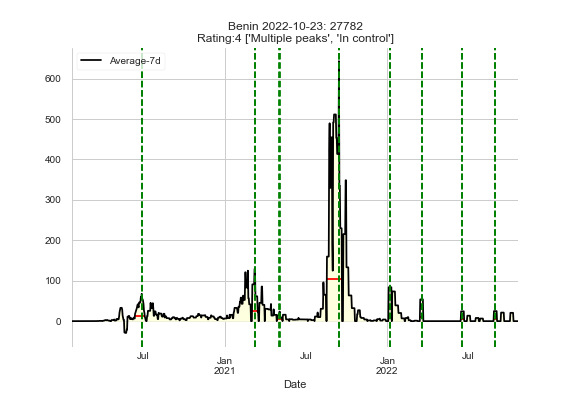 Benin 2022-10-23: 27782
Rating:4 ['Multiple peaks', 'In control']
Average-7d
600
500
400
300
200
100
0
Jul
Jan
2021
Jul
Jan
2022
Jul
Date